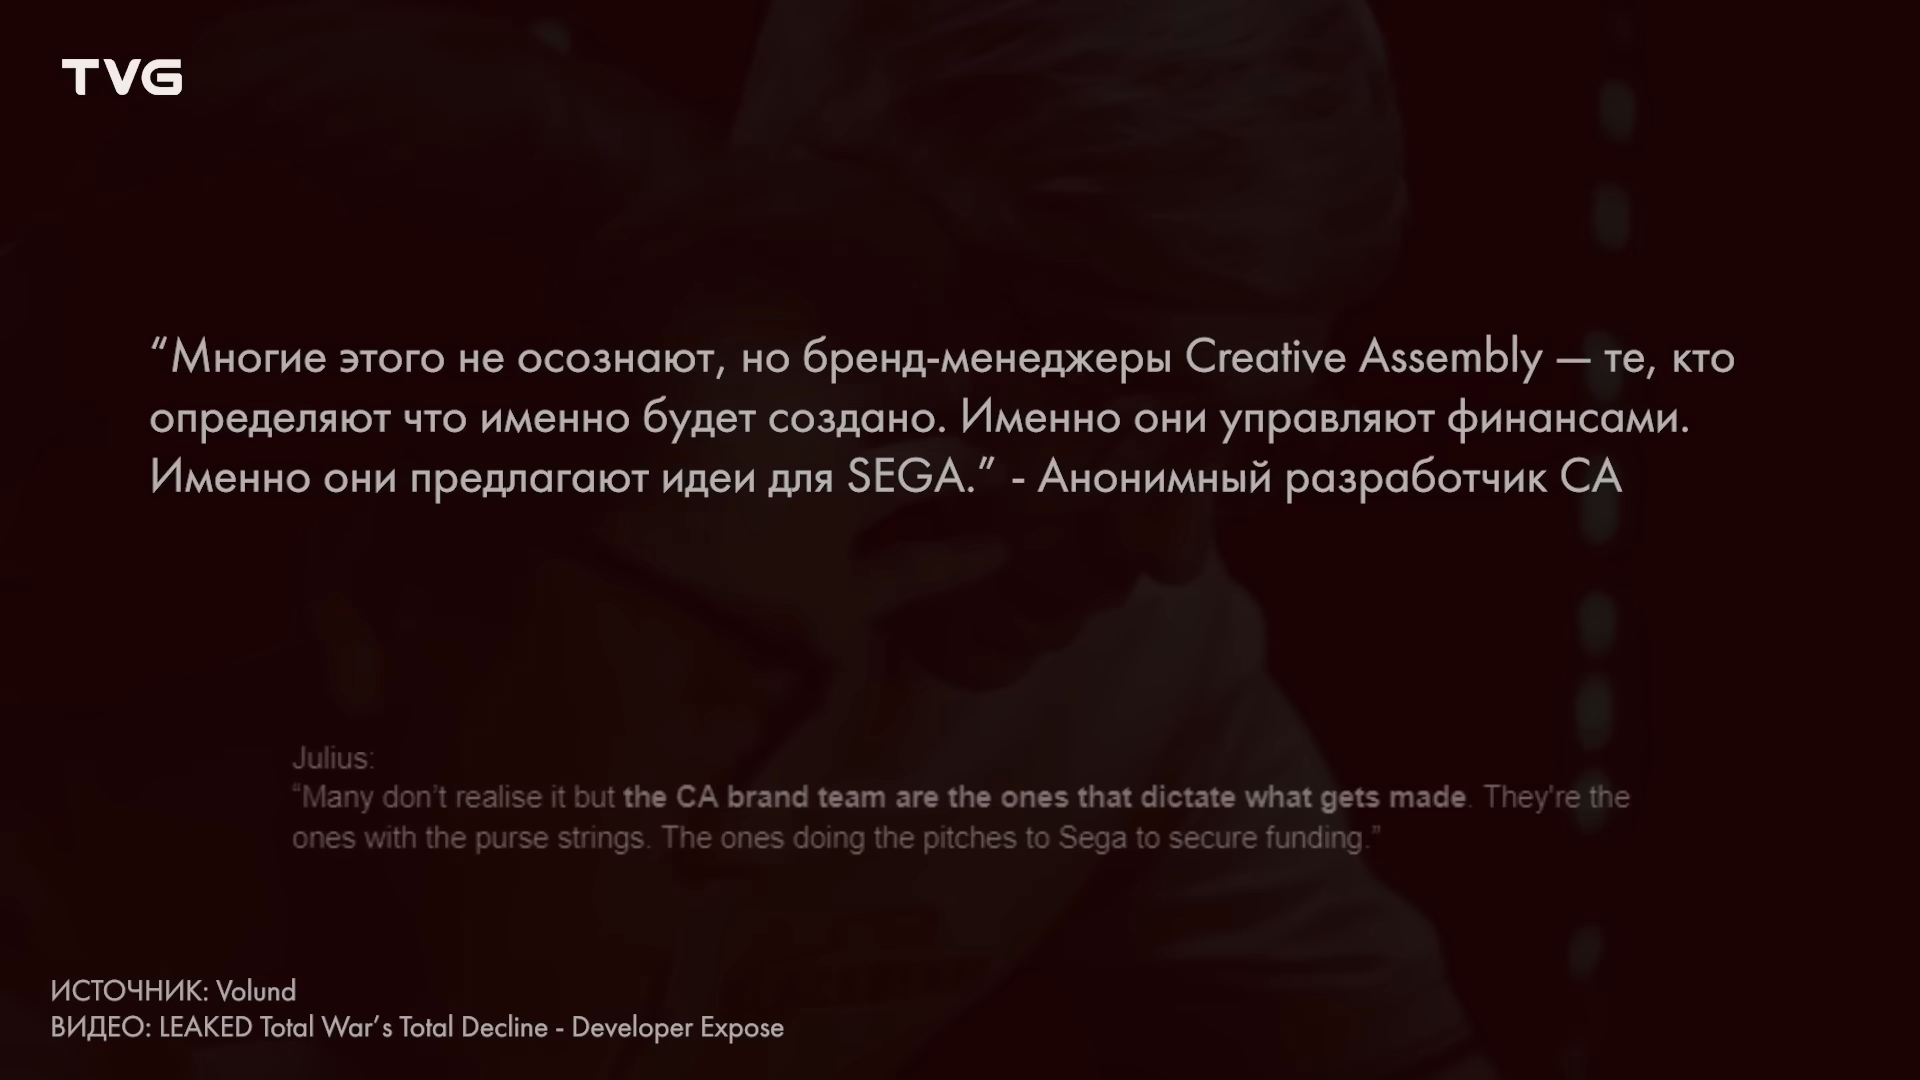 TVG
“Многие этого не осознают, но бренд-менеджеры Creative Assembly — те, кто
определяют что именно будет создано. Именно они управляют финансами.
Именно они предлагают идеи для SEGA.” - Анонимный разработчик CA
Julius:
“Many don’t realise it but the CA brand team are the ones that dictate what gets made. They’re the
ones with the purse strings. The ones doing the pitches to Sega to secure funding.”
ИСТОЧНИК: Volund
ВИДЕО: LEAKED Total War’s Total Decline - Developer Expose